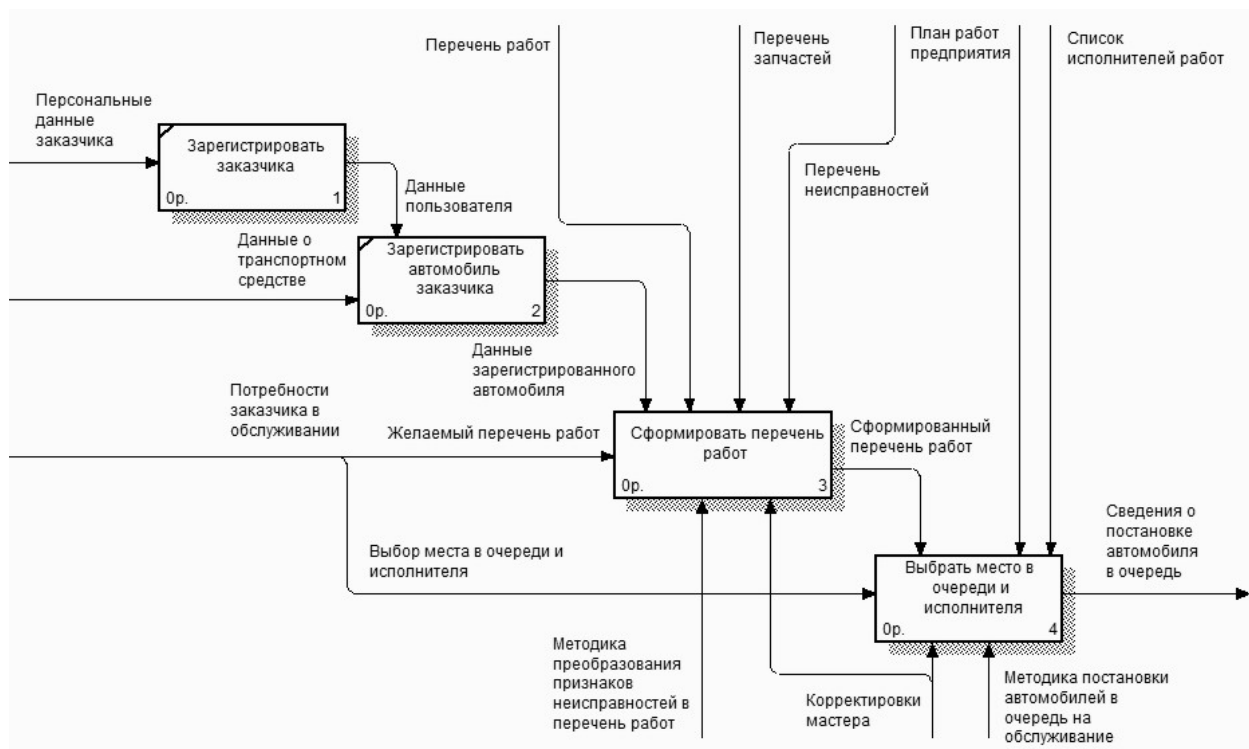 Перечень работ
Перечень
запчастей
План работ
предприятия
Список
исполнителей работ
Персональные
данные
заказчика
Зарегистрировать
заказчика
0р.
1
Перечень
неисправностей
Данные
пользователя
Данные о
транспортном
средстве
Зарегистрировать
автомобиль
заказчика
0р.
2
Данные
зарегистрированного
автомобиля
Потребности
заказчика в
обслуживании
Желаемый перечень работ
Сформировать перечень
работ
0р.
3
Сформированный
перечень работ
Сведения о
постановке
автомобиля
в очередь
Выбор места в очереди и
исполнителя
Выбрать место в
очереди и
исполнителя
0р.
4
Методика
преобразования
признаков
неисправностей в
перечень работ
Корректировки
мастера
Методика постановки
автомобилей в
очередь на
обслуживание